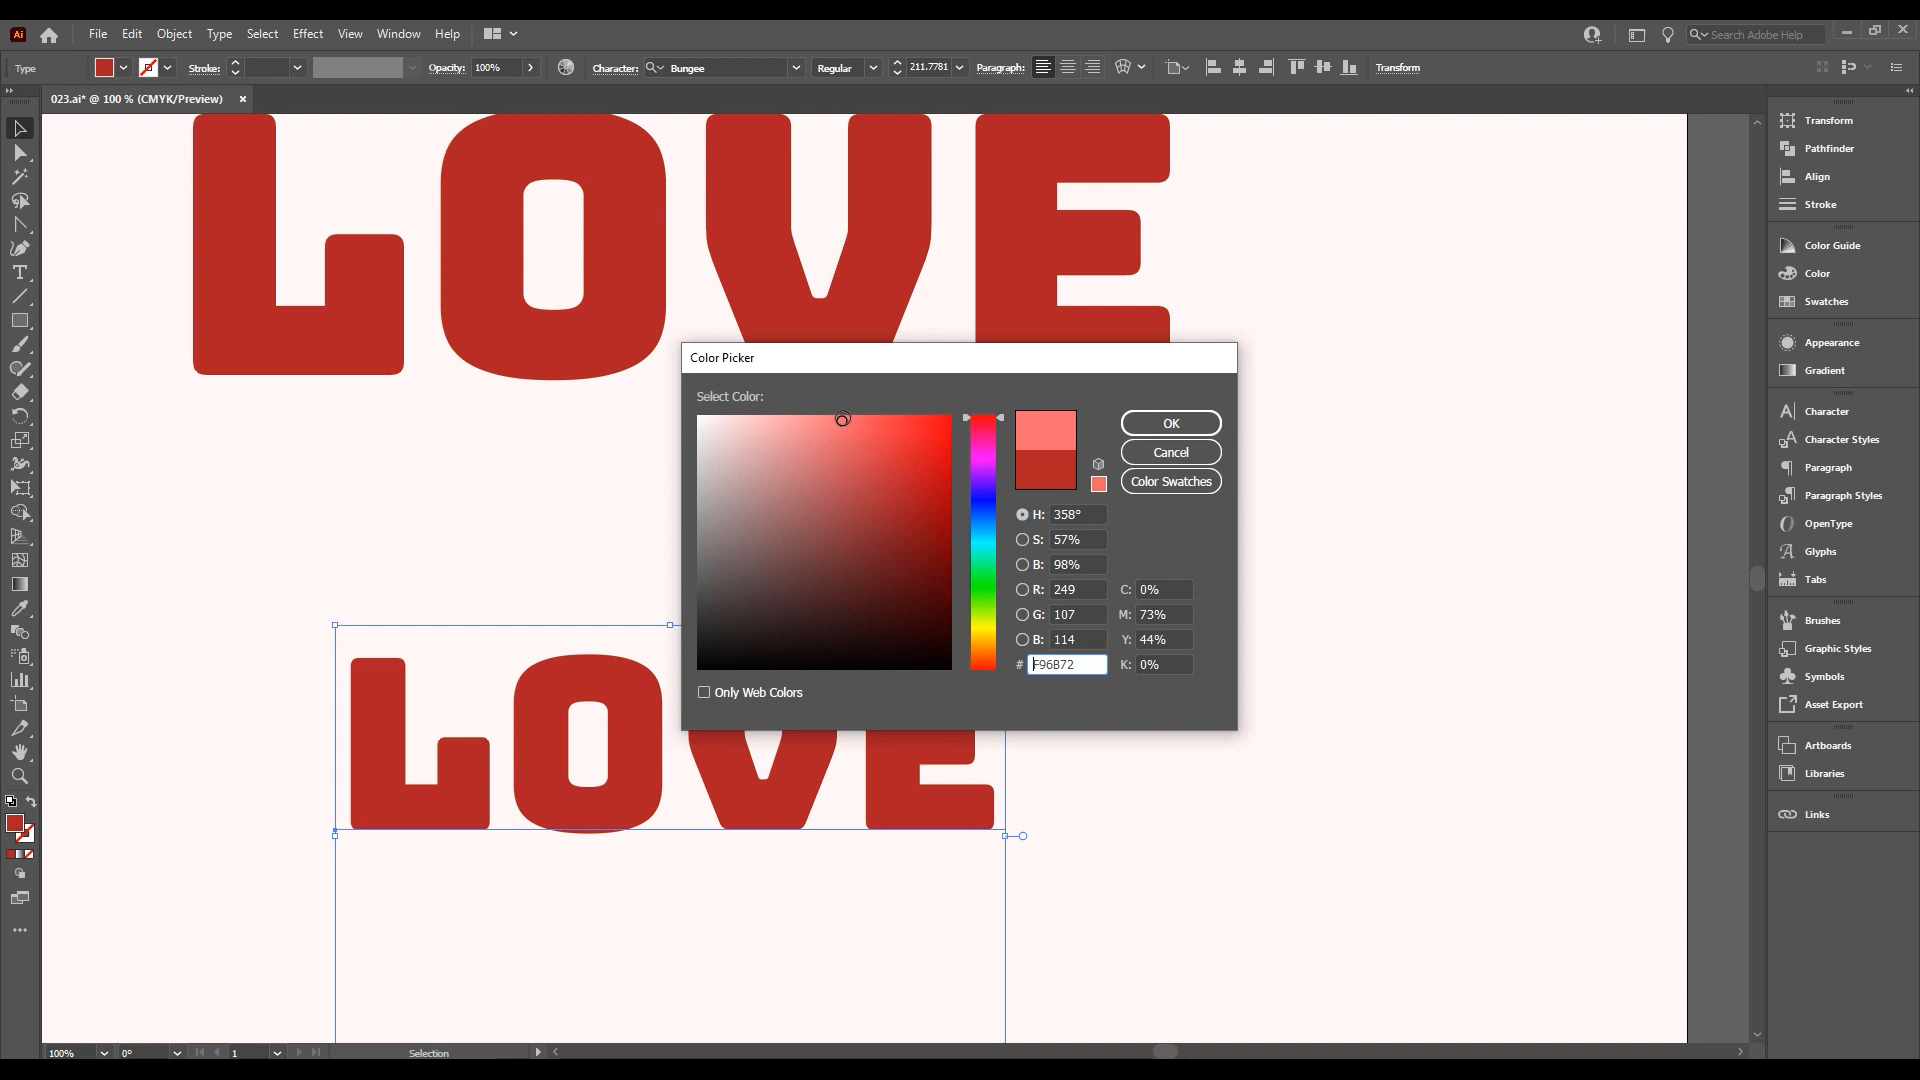 Ai File Edit Object Type Select Effect View Window Help Search Adobe Help
Type Stroke: Opacity: 100% Character: Bungee Regular 211.7781 Paragraph: Transform
023.ai* @ 100 % (CMYK/Preview)
LOVE
LOVE
Color Picker
Select Color:
OK
Cancel
Color Swatches
H: 358°
S: 57%
B: 98%
R: 249 C: 0%
G: 107 M: 73%
B: 114 Y: 44%
# F96B72 K: 0%
Only Web Colors
Transform
Pathfinder
Align
Stroke
Color Guide
Color
Swatches
Appearance
Gradient
Character
Character Styles
Paragraph
Paragraph Styles
OpenType
Glyphs
Tabs
Brushes
Graphic Styles
Symbols
Asset Export
Artboards
Libraries
Links
100% 0° 1 Selection